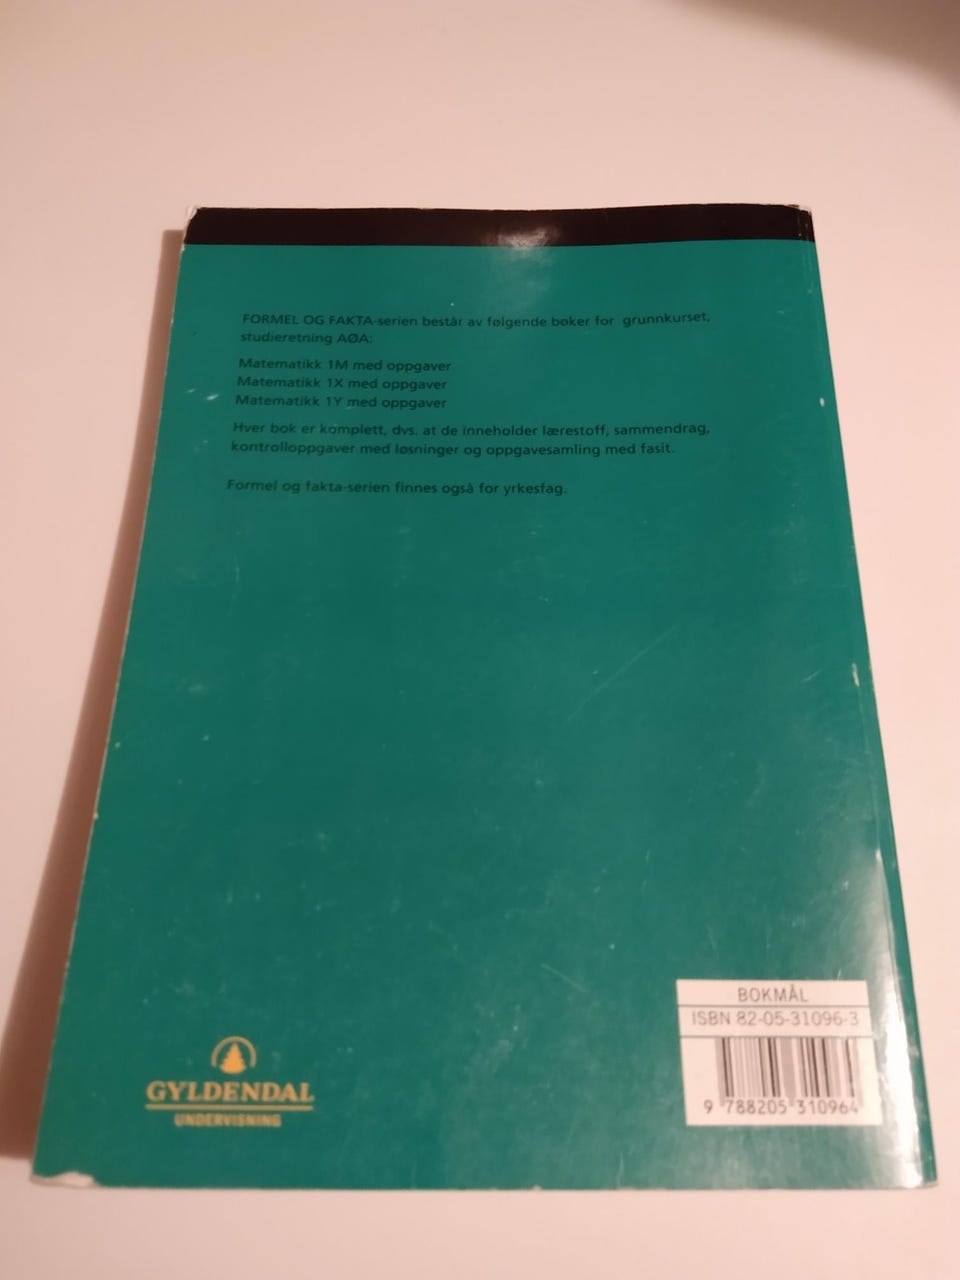 FORMEL OG FAKTA-serien består av følgende bøker for grunnkurset,
studieretning AØA:
Matematikk 1M med oppgaver
Matematikk 1X med oppgaver
Matematikk 1Y med oppgaver
Hver bok er komplett, dvs. at de inneholder lærestoff, sammendrag,
kontrolloppgaver med løsninger og oppgavesamling med fasit.
Formel og fakta-serien finnes også for yrkesfag.
BOKMÅL
ISBN 82-05-31096-3
9 788205 310964
GYLDENDAL
UNDERVISNING